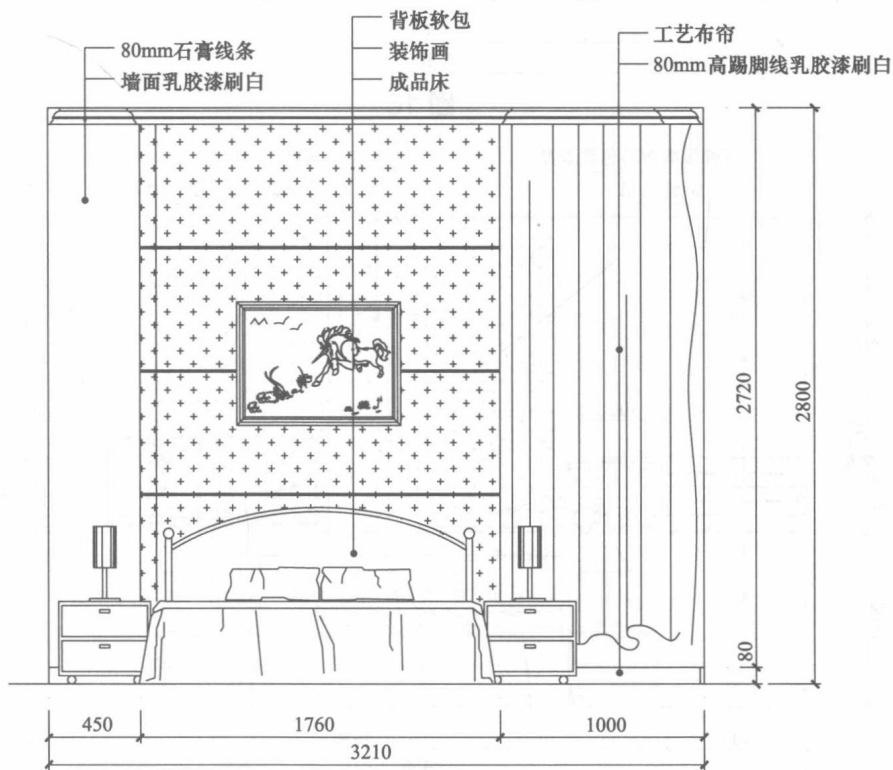 背板软包
装饰画
成品床
80mm石膏线条
墙面乳胶漆刷白
工艺布帘
80mm高踢脚线乳胶漆刷白
2720
2800
80
450
1760
1000
3210